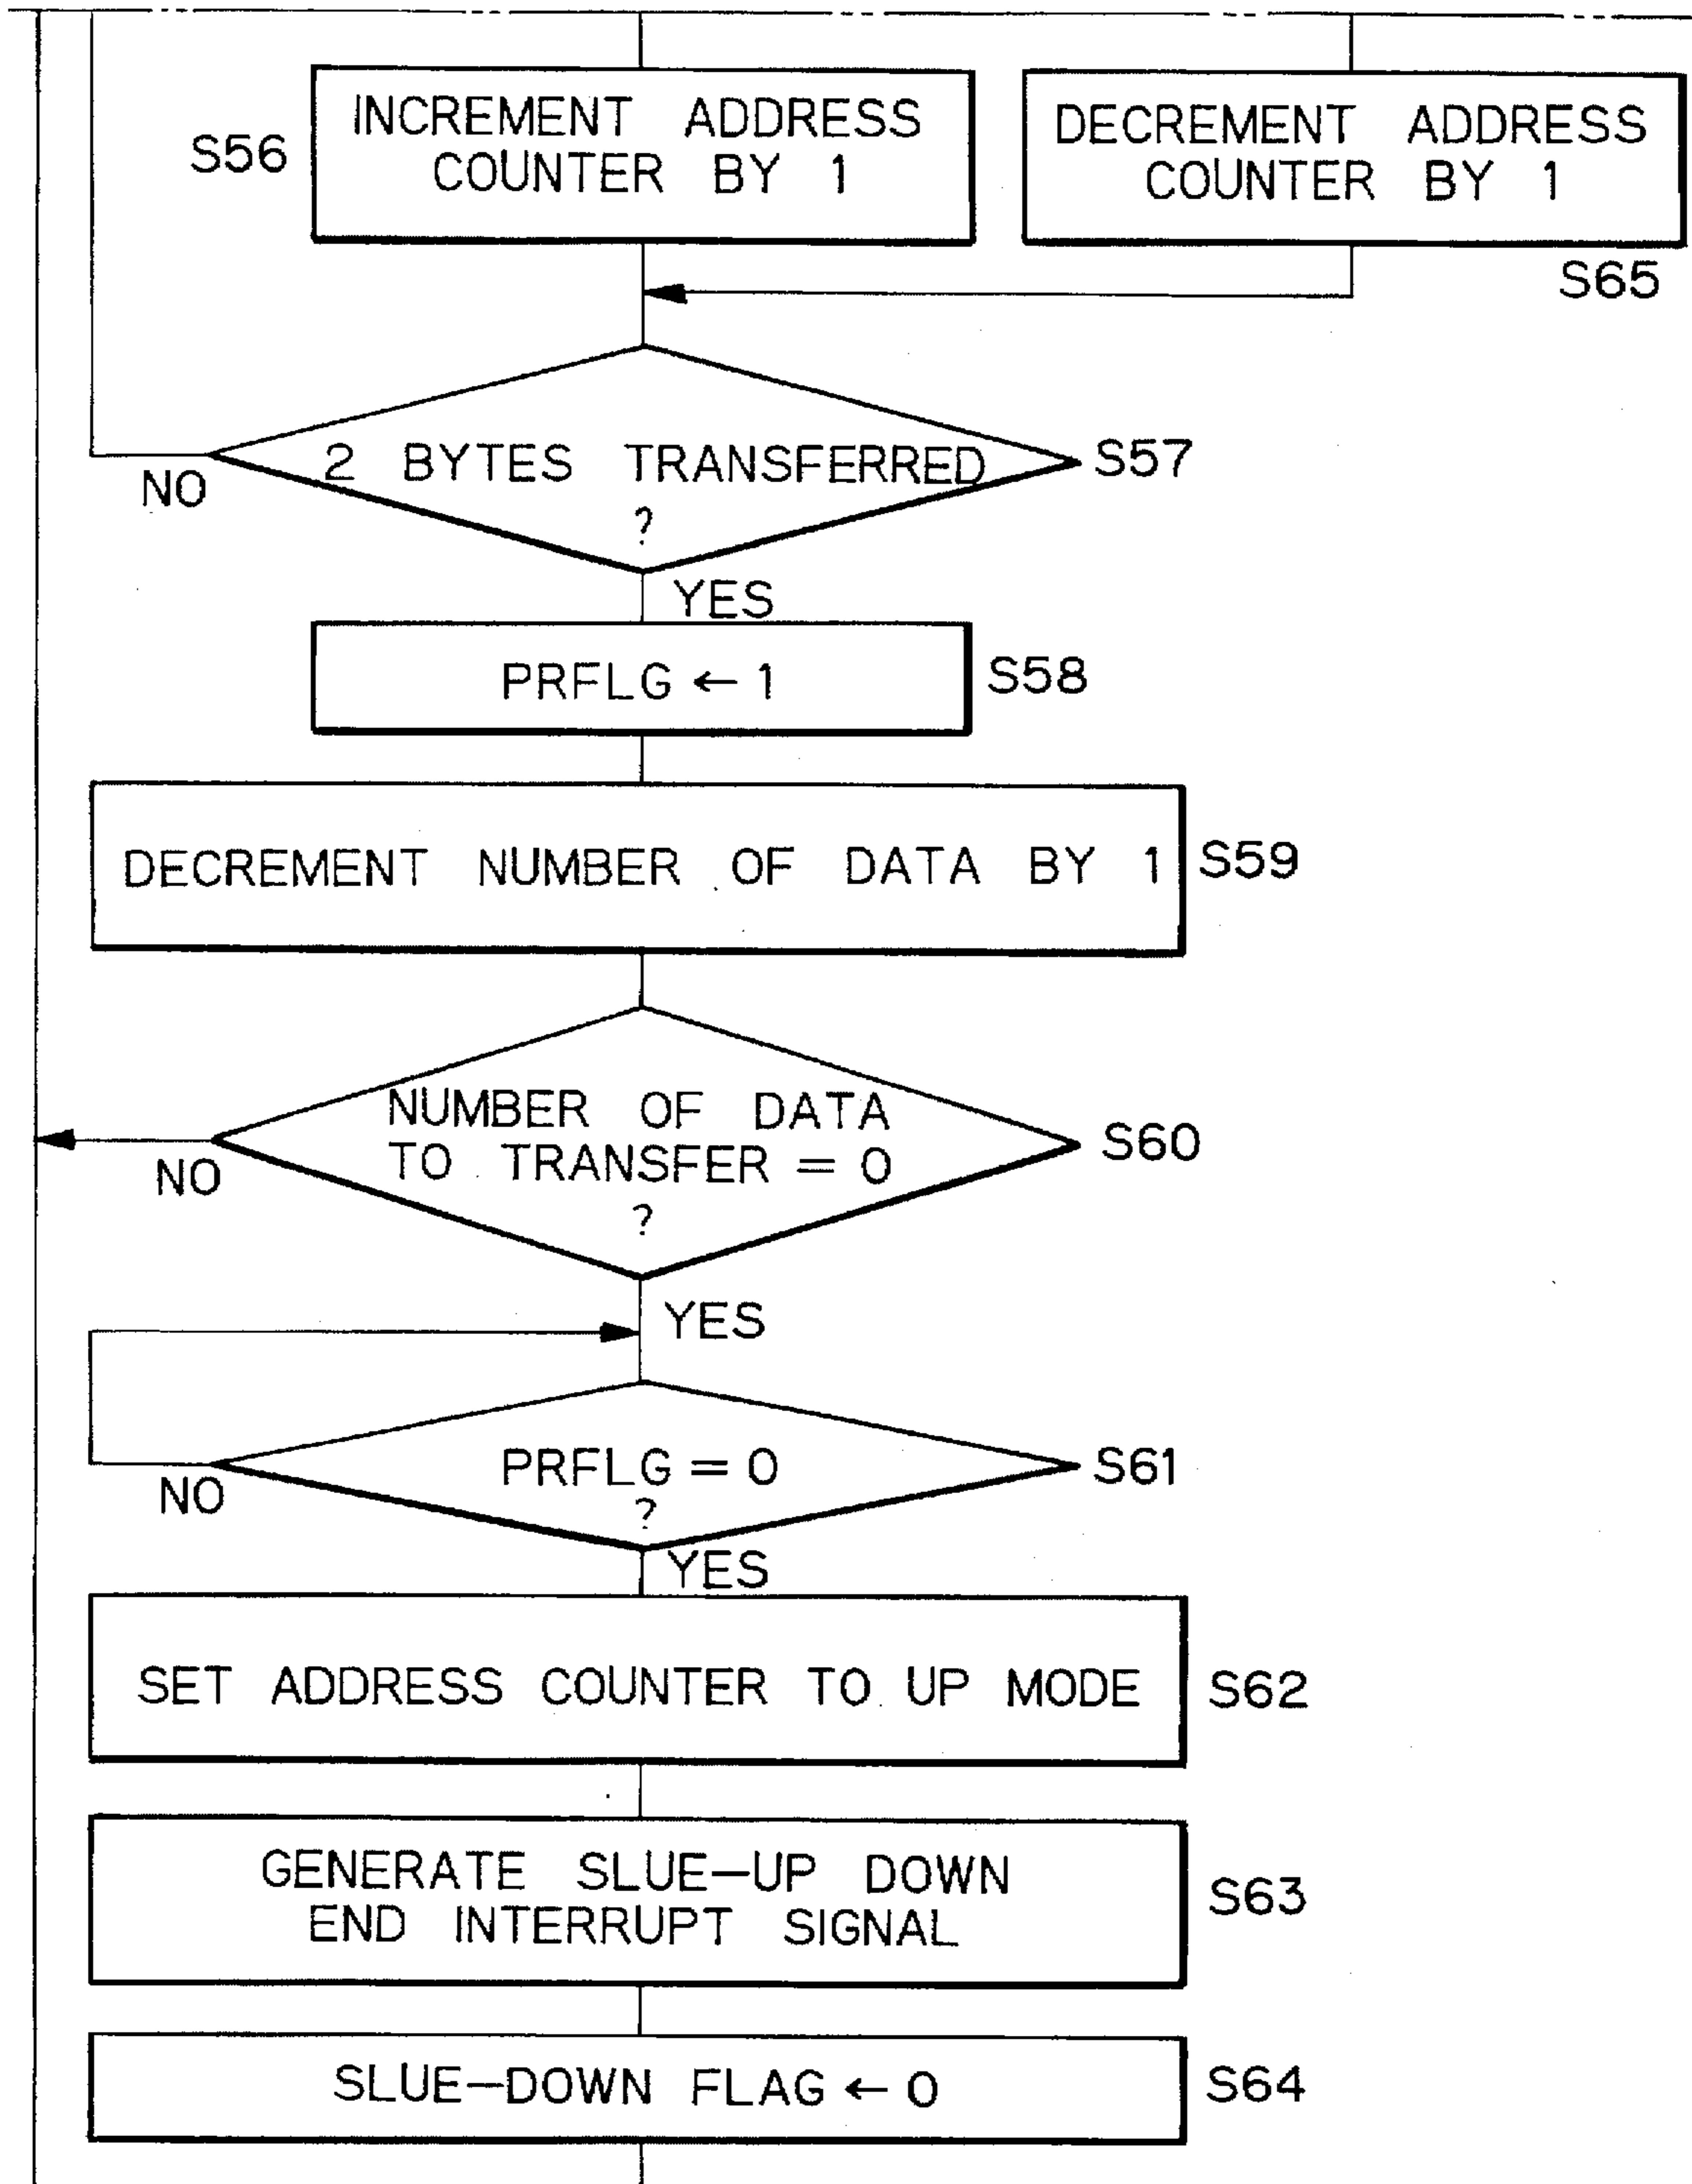 INCREMENT ADDRESS
COUNTER BY 1
S56
DECREMENT ADDRESS
COUNTER BY 1
S65
2 BYTES TRANSFERRED
?
S57
NO
YES
PRFLG ← 1
S58
DECREMENT NUMBER OF DATA BY 1
S59
NUMBER OF DATA
TO TRANSFER = 0
?
S60
NO
YES
PRFLG = 0
?
S61
NO
YES
SET ADDRESS COUNTER TO UP MODE
S62
GENERATE SLUE-UP DOWN
END INTERRUPT SIGNAL
S63
SLUE-DOWN FLAG ← 0
S64